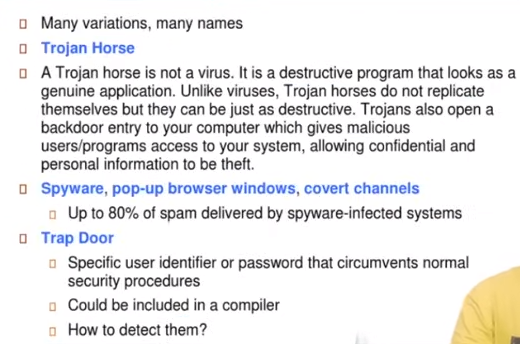 Many variations, many names
Trojan Horse
A Trojan horse is not a virus. It is a destructive program that looks as a
genuine application. Unlike viruses, Trojan horses do not replicate
themselves but they can be just as destructive. Trojans also open a
backdoor entry to your computer which gives malicious
users/programs access to your system, allowing confidential and
personal information to be theft.
Spyware, pop-up browser windows, covert channels
Up to 80% of spam delivered by spyware-infected systems
Trap Door
Specific user identifier or password that circumvents normal
security procedures
Could be included in a compiler
How to detect them?